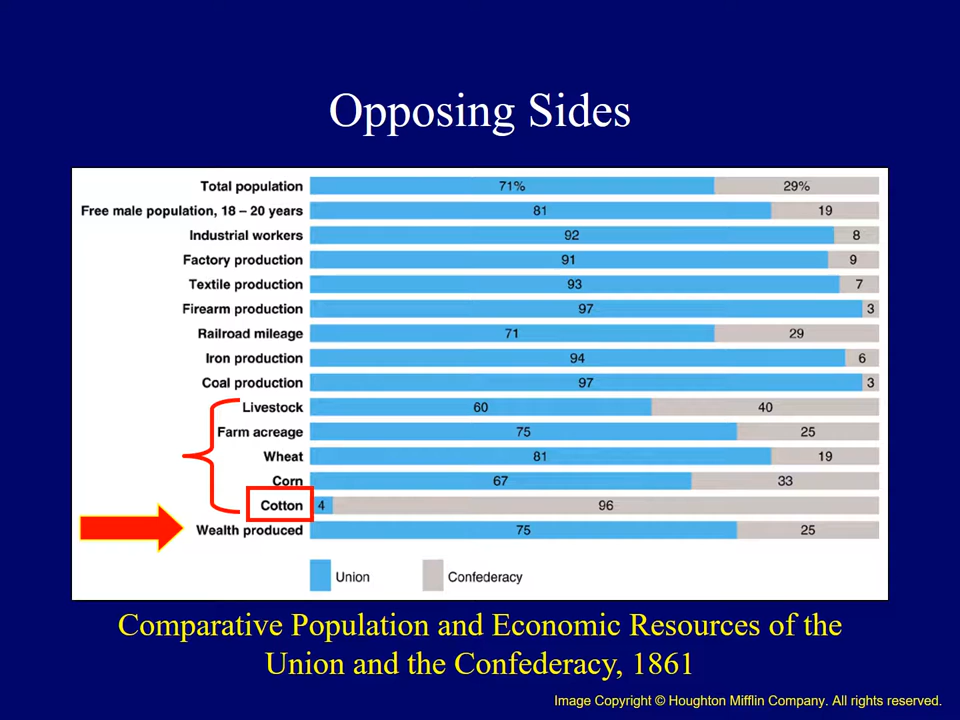 Opposing Sides
Total population 71% 29%
Free male population, 18 – 20 years 81 19
Industrial workers 92 8
Factory production 91 9
Textile production 93 7
Firearm production 97 3
Railroad mileage 71 29
Iron production 94 6
Coal production 97 3
Livestock 60 40
Farm acreage 75 25
Wheat 81 19
Corn 67 33
Cotton 4 96
Wealth produced 75 25
Union Confederacy
Comparative Population and Economic Resources of the
Union and the Confederacy, 1861
Image Copyright © Houghton Mifflin Company. All rights reserved.